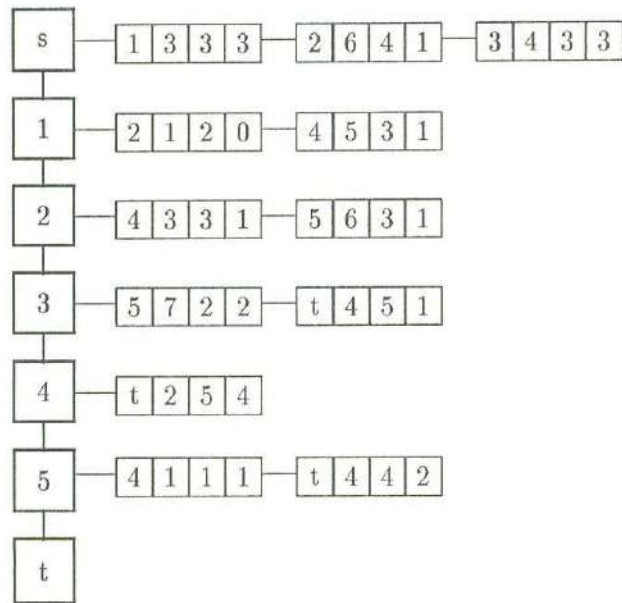 s 1 3 3 3 2 6 4 1 3 4 3 3
1 2 1 2 0 4 5 3 1
2 4 3 3 1 5 6 3 1
3 5 7 2 2 t 4 5 1
4 t 2 5 4
5 4 1 1 1 t 4 4 2
t